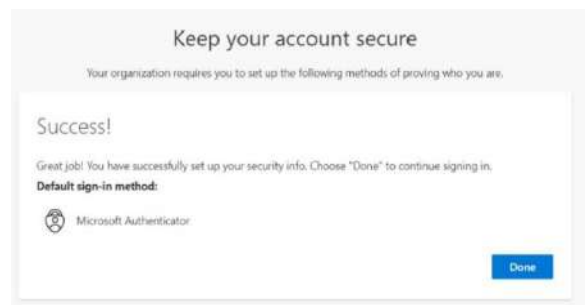 Keep your account secure
Your organization requires you to set up the following methods of proving who you are.
Success!
Great job! You have successfully set up your security info. Choose "Done" to continue signing in.
Default sign-in method:
Microsoft Authenticator
Done